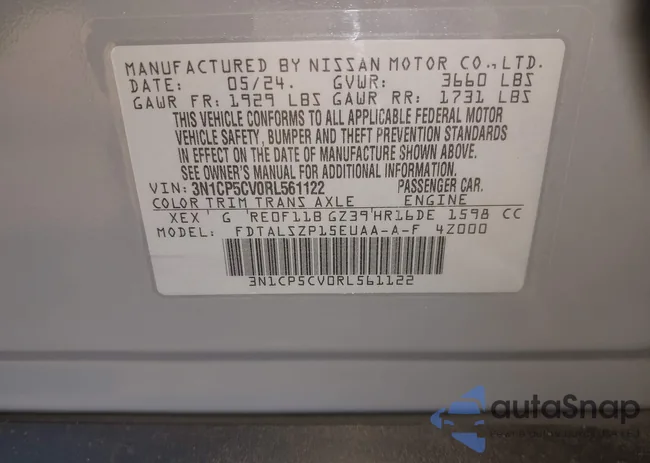 MANUFACTURED BY NISSAN MOTOR CO.,LTD.
DATE: 05/24. GVWR: 3660 LBS
GAWR FR: 1929 LBS GAWR RR: 1731 LBS
THIS VEHICLE CONFORMS TO ALL APPLICABLE FEDERAL MOTOR
VEHICLE SAFETY, BUMPER AND THEFT PREVENTION STANDARDS
IN EFFECT ON THE DATE OF MANUFACTURE SHOWN ABOVE.
SEE OWNER'S MANUAL FOR ADDITIONAL INFORMATION.
VIN: 3N1CP5CV0RL561122 PASSENGER CAR.
COLOR TRIM TRANS AXLE ENGINE
XEX G RE0F11B GZ39 HR16DE 1598 CC
MODEL: FDTALSZP15EUAA-A-F 4Z000
3N1CP5CV0RL561122
autaSnap